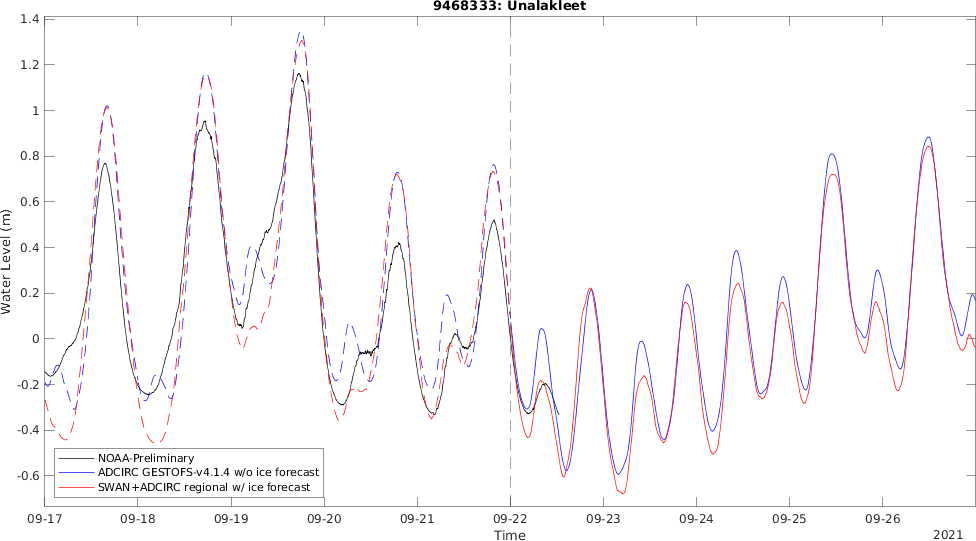 9468333: Unalakleet
1.4
1.2
1
0.8
0.6
0.4
0.2
0
-0.2
-0.4
-0.6
Water Level (m)
NOAA-Preliminary
ADCIRC GESTOFS-v4.1.4 w/o ice forecast
SWAN+ADCIRC regional w/ ice forecast
09-17 09-18 09-19 09-20 09-21 09-22 09-23 09-24 09-25 09-26
Time
2021